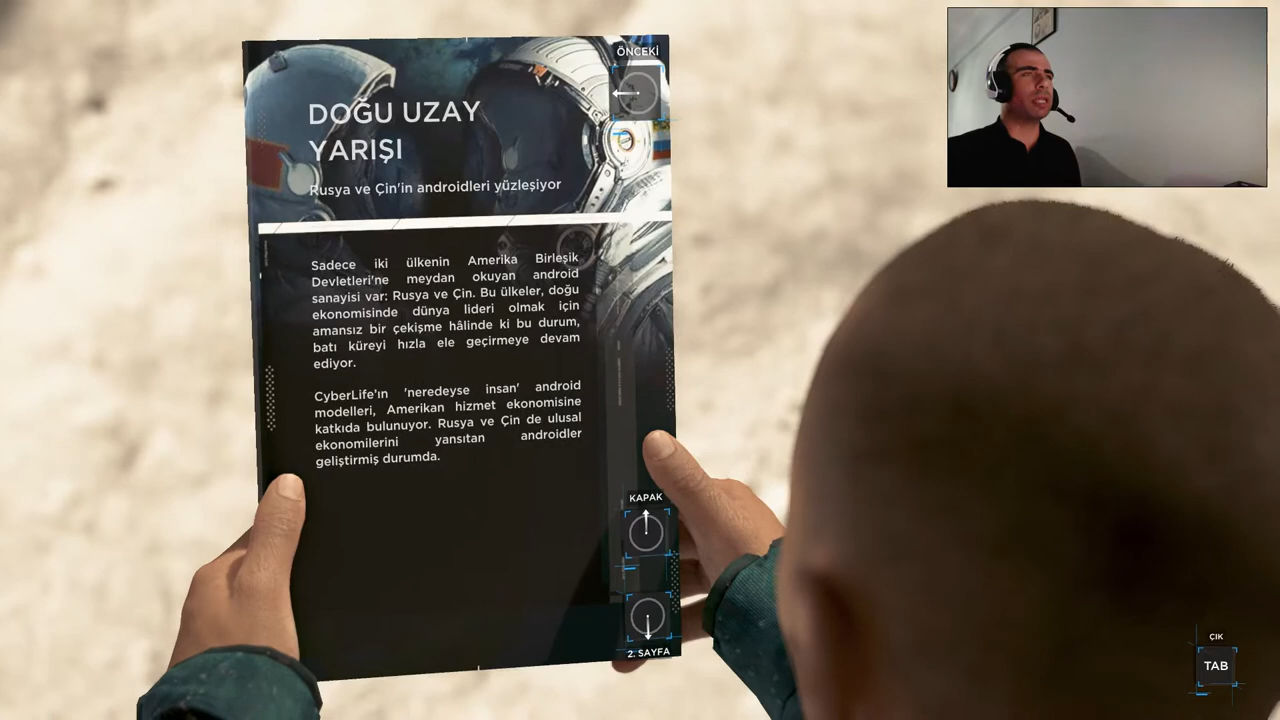 ÖNCEKİ
DOĞU UZAY
YARIŞI
Rusya ve Çin'in androidleri yüzleşiyor
Sadece iki ülkenin Amerika Birleşik
Devletleri'ne meydan okuyan android
sanayisi var: Rusya ve Çin. Bu ülkeler, doğu
ekonomisinde dünya lideri olmak için
amansız bir çekişme hâlinde ki bu durum,
batı küreyi hızla ele geçirmeye devam
ediyor.
CyberLife'ın 'neredeyse insan' android
modelleri, Amerikan hizmet ekonomisine
katkıda bulunuyor. Rusya ve Çin de ulusal
ekonomilerini yansıtan androidler
geliştirmiş durumda.
KAPAK
2. SAYFA
ÇIK
TAB